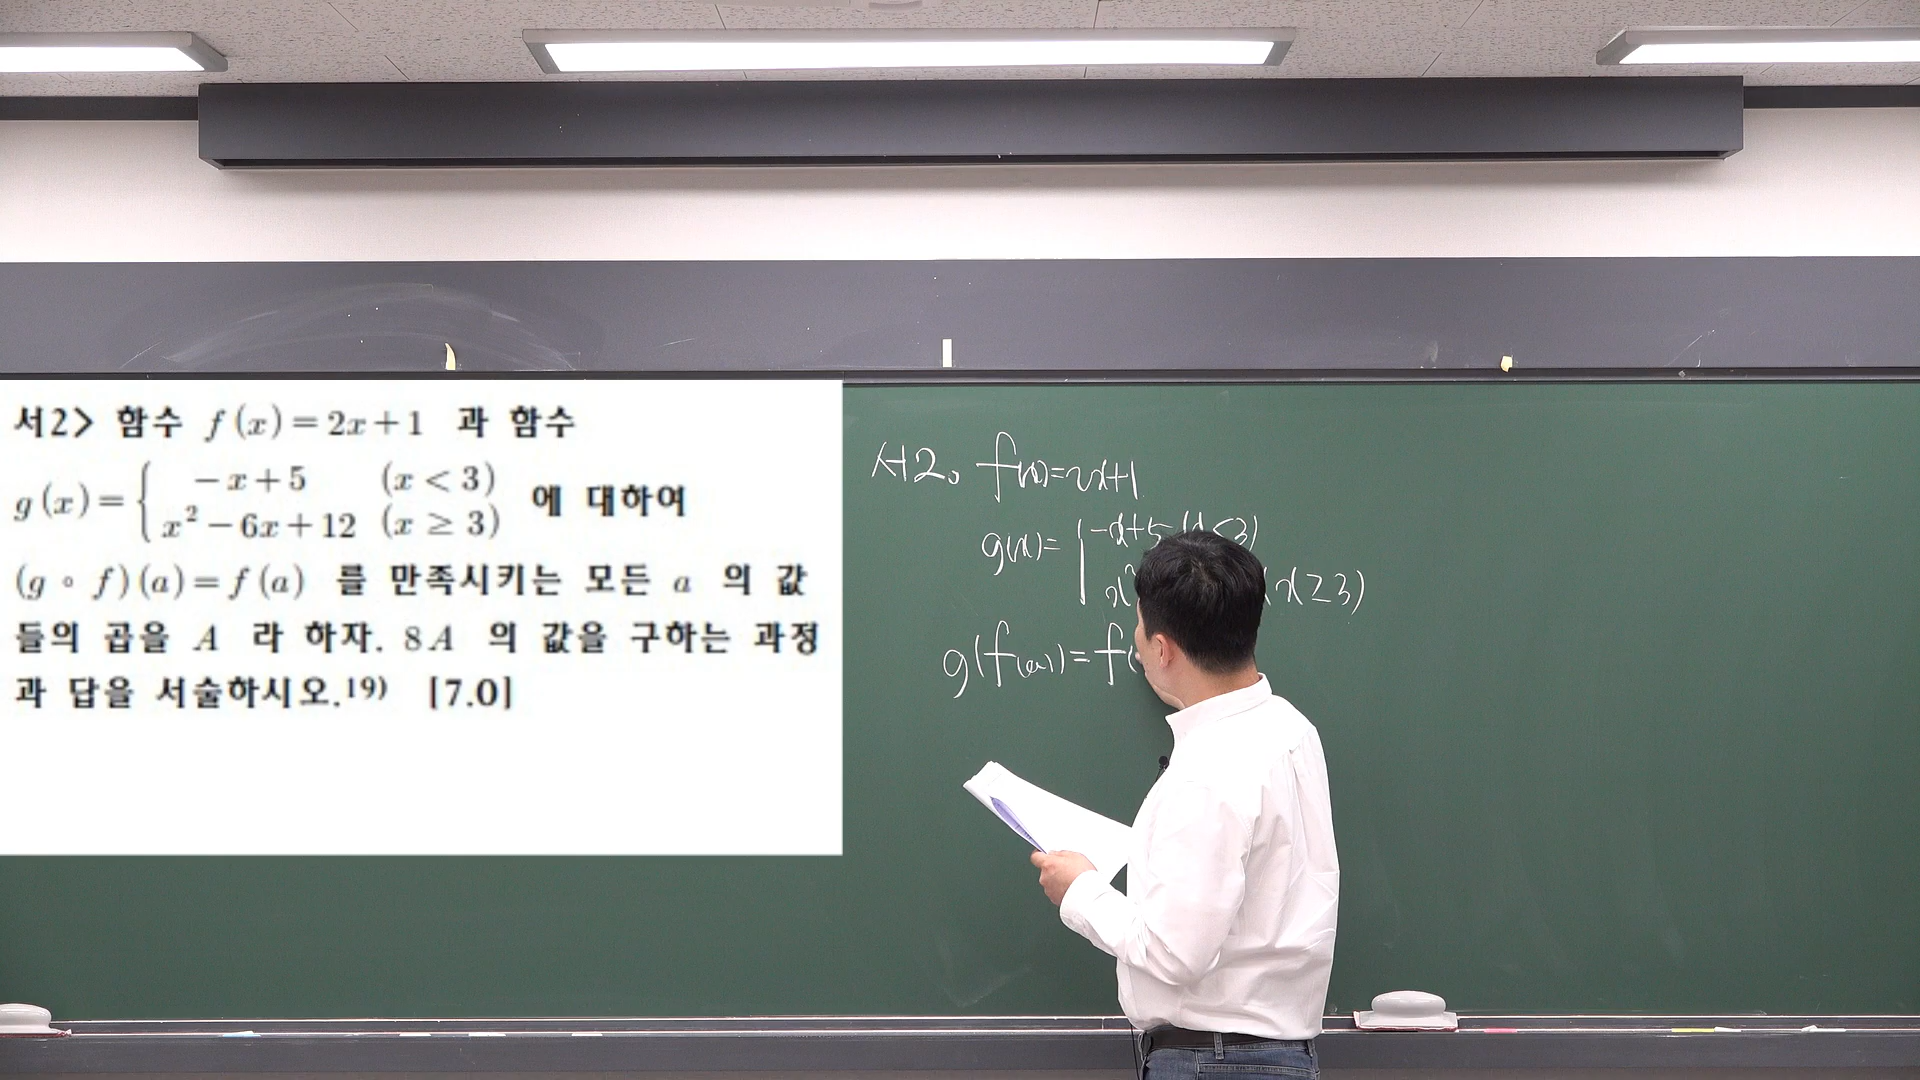 서2> 함수 f(x)=2x+1 과 함수
g(x)={ -x+5 (x<3)
x²-6x+12 (x≥3) 에 대하여
(g∘f)(a)=f(a) 를 만족시키는 모든 a 의 값
들의 곱을 A 라 하자. 8A 의 값을 구하는 과정
과 답을 서술하시오.19) [7.0]
서2. f(x)=2x+1
g(x)= { -x+5 (x<3)
x² (x≥3)
g(f(a))=f(